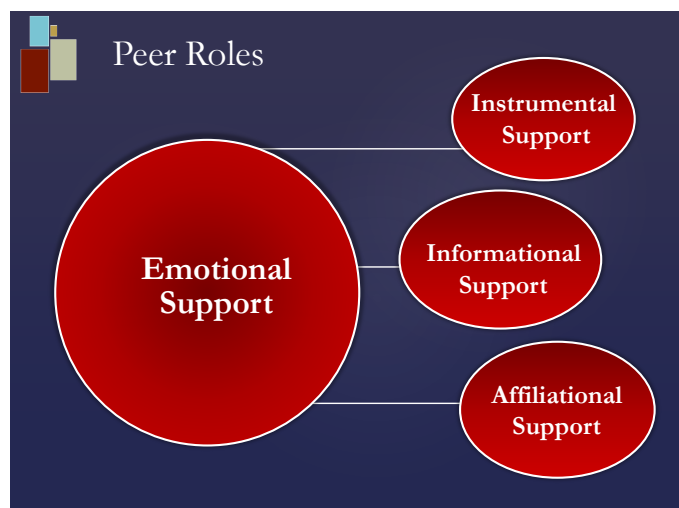 Peer Roles
Instrumental
Support
Emotional
Support
Informational
Support
Affiliational
Support